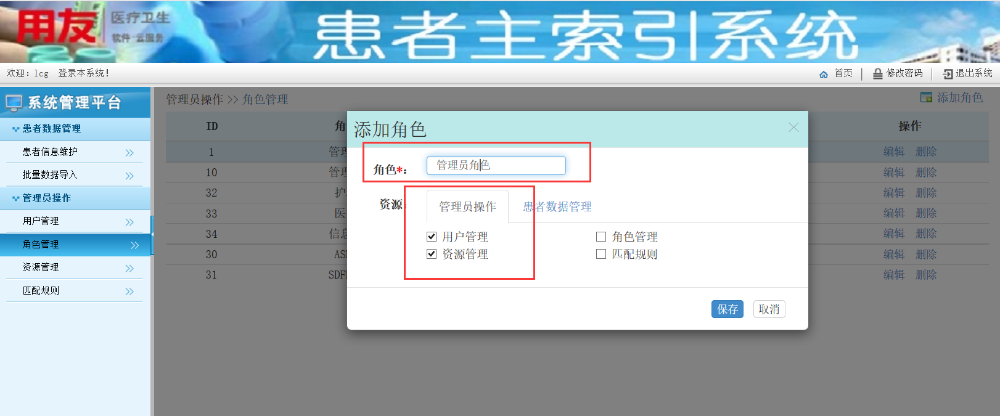 用友
医疗卫生
软件·云服务
患者主索引系统
欢迎：lcg 登录本系统！
首页 | 修改密码 | 退出系统
系统管理平台
患者数据管理
患者信息维护
批量数据导入
管理员操作
用户管理
角色管理
资源管理
匹配规则
管理员操作 >> 角色管理
添加角色
ID 角 操作
1 管理 编辑 删除
10 管理 编辑 删除
32 护 编辑 删除
33 医 编辑 删除
34 信息 编辑 删除
30 编辑 删除
31 编辑 删除
添加角色
角色*： 管理员角色
资源： 管理员操作 患者数据管理
用户管理 角色管理
资源管理 匹配规则
保存 取消